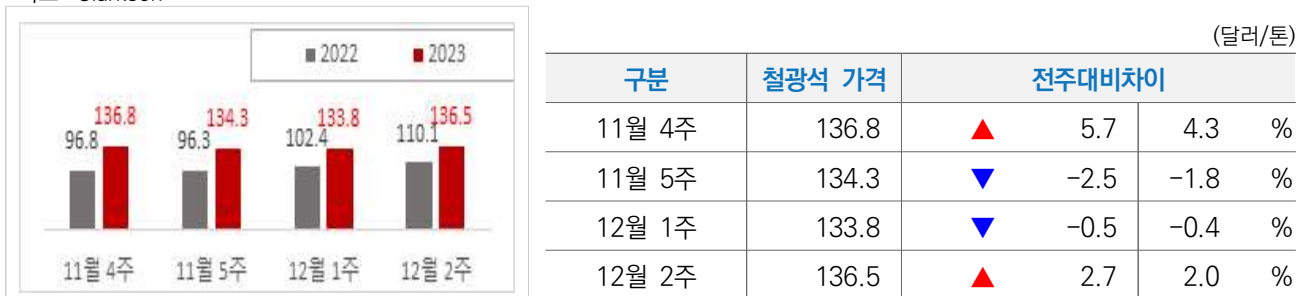 ■ 2022 ■ 2023
136.8 134.3 133.8 136.5
96.8 96.3 102.4 110.1
11월 4주 11월 5주 12월 1주 12월 2주
(달러/톤)
구분 철광석 가격 전주대비차이
11월 4주 136.8 ▲ 5.7 4.3 %
11월 5주 134.3 ▼ -2.5 -1.8 %
12월 1주 133.8 ▼ -0.5 -0.4 %
12월 2주 136.5 ▲ 2.7 2.0 %